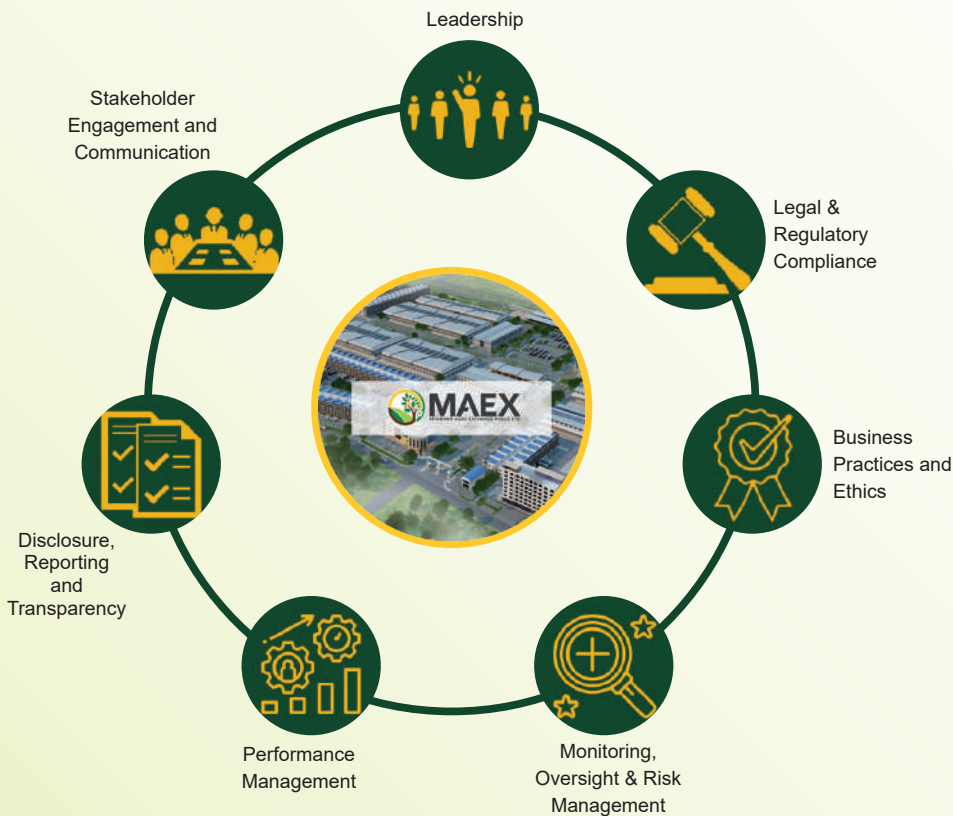 Leadership
Stakeholder
Engagement and
Communication
Legal &
Regulatory
Compliance
MAEX
Business
Practices and
Ethics
Disclosure,
Reporting
and
Transparency
Performance
Management
Monitoring,
Oversight & Risk
Management